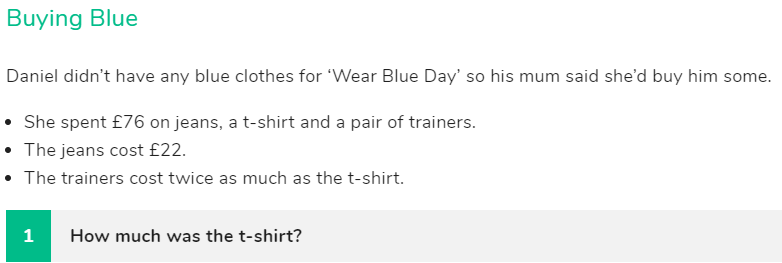 Buying Blue
Daniel didn’t have any blue clothes for ‘Wear Blue Day’ so his mum said she’d buy him some.
• She spent £76 on jeans, a t-shirt and a pair of trainers.
• The jeans cost £22.
• The trainers cost twice as much as the t-shirt.
1 How much was the t-shirt?